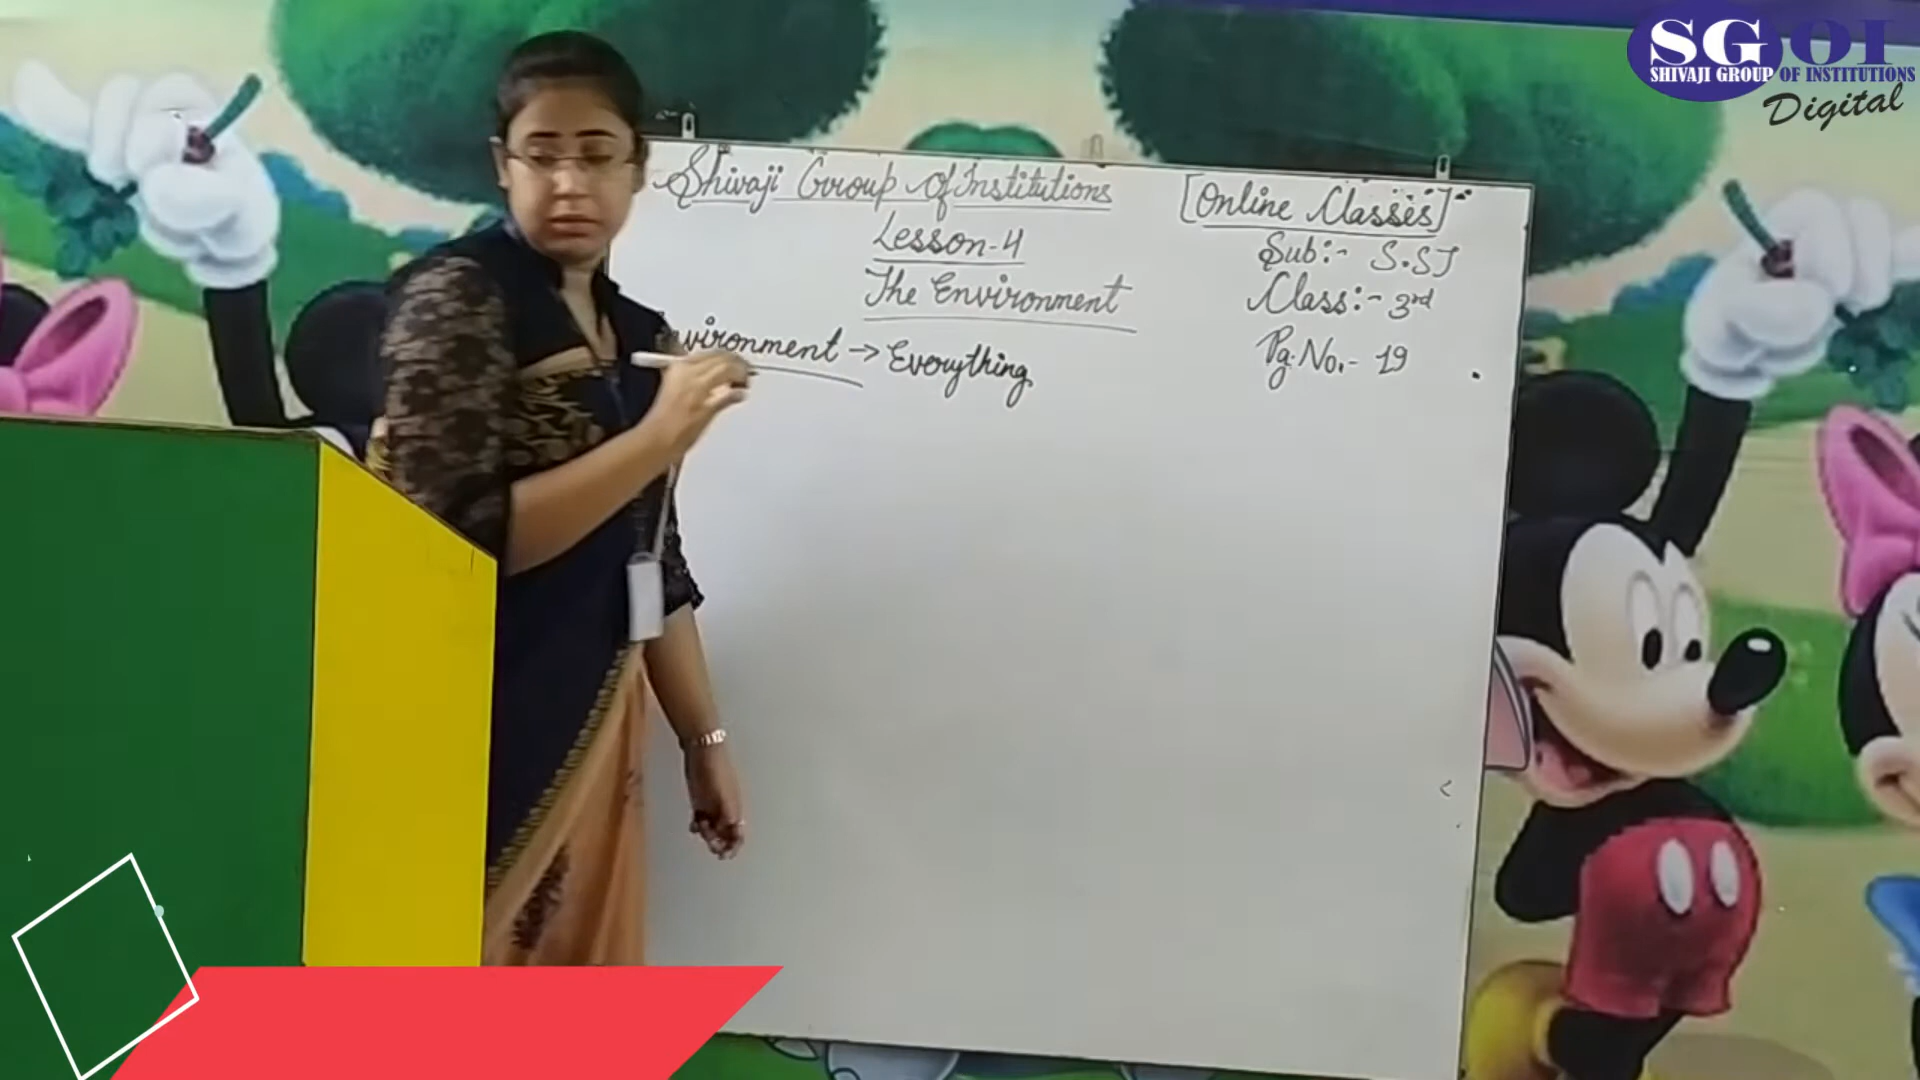 SGOI
SHIVAJI GROUP OF INSTITUTIONS
Digital
Shivaji Group of Institutions
[Online Classes]
Lesson-4
Sub:- S.ST
The Environment
Class:- 3rd
Environment → Everything
Pg. No.- 19